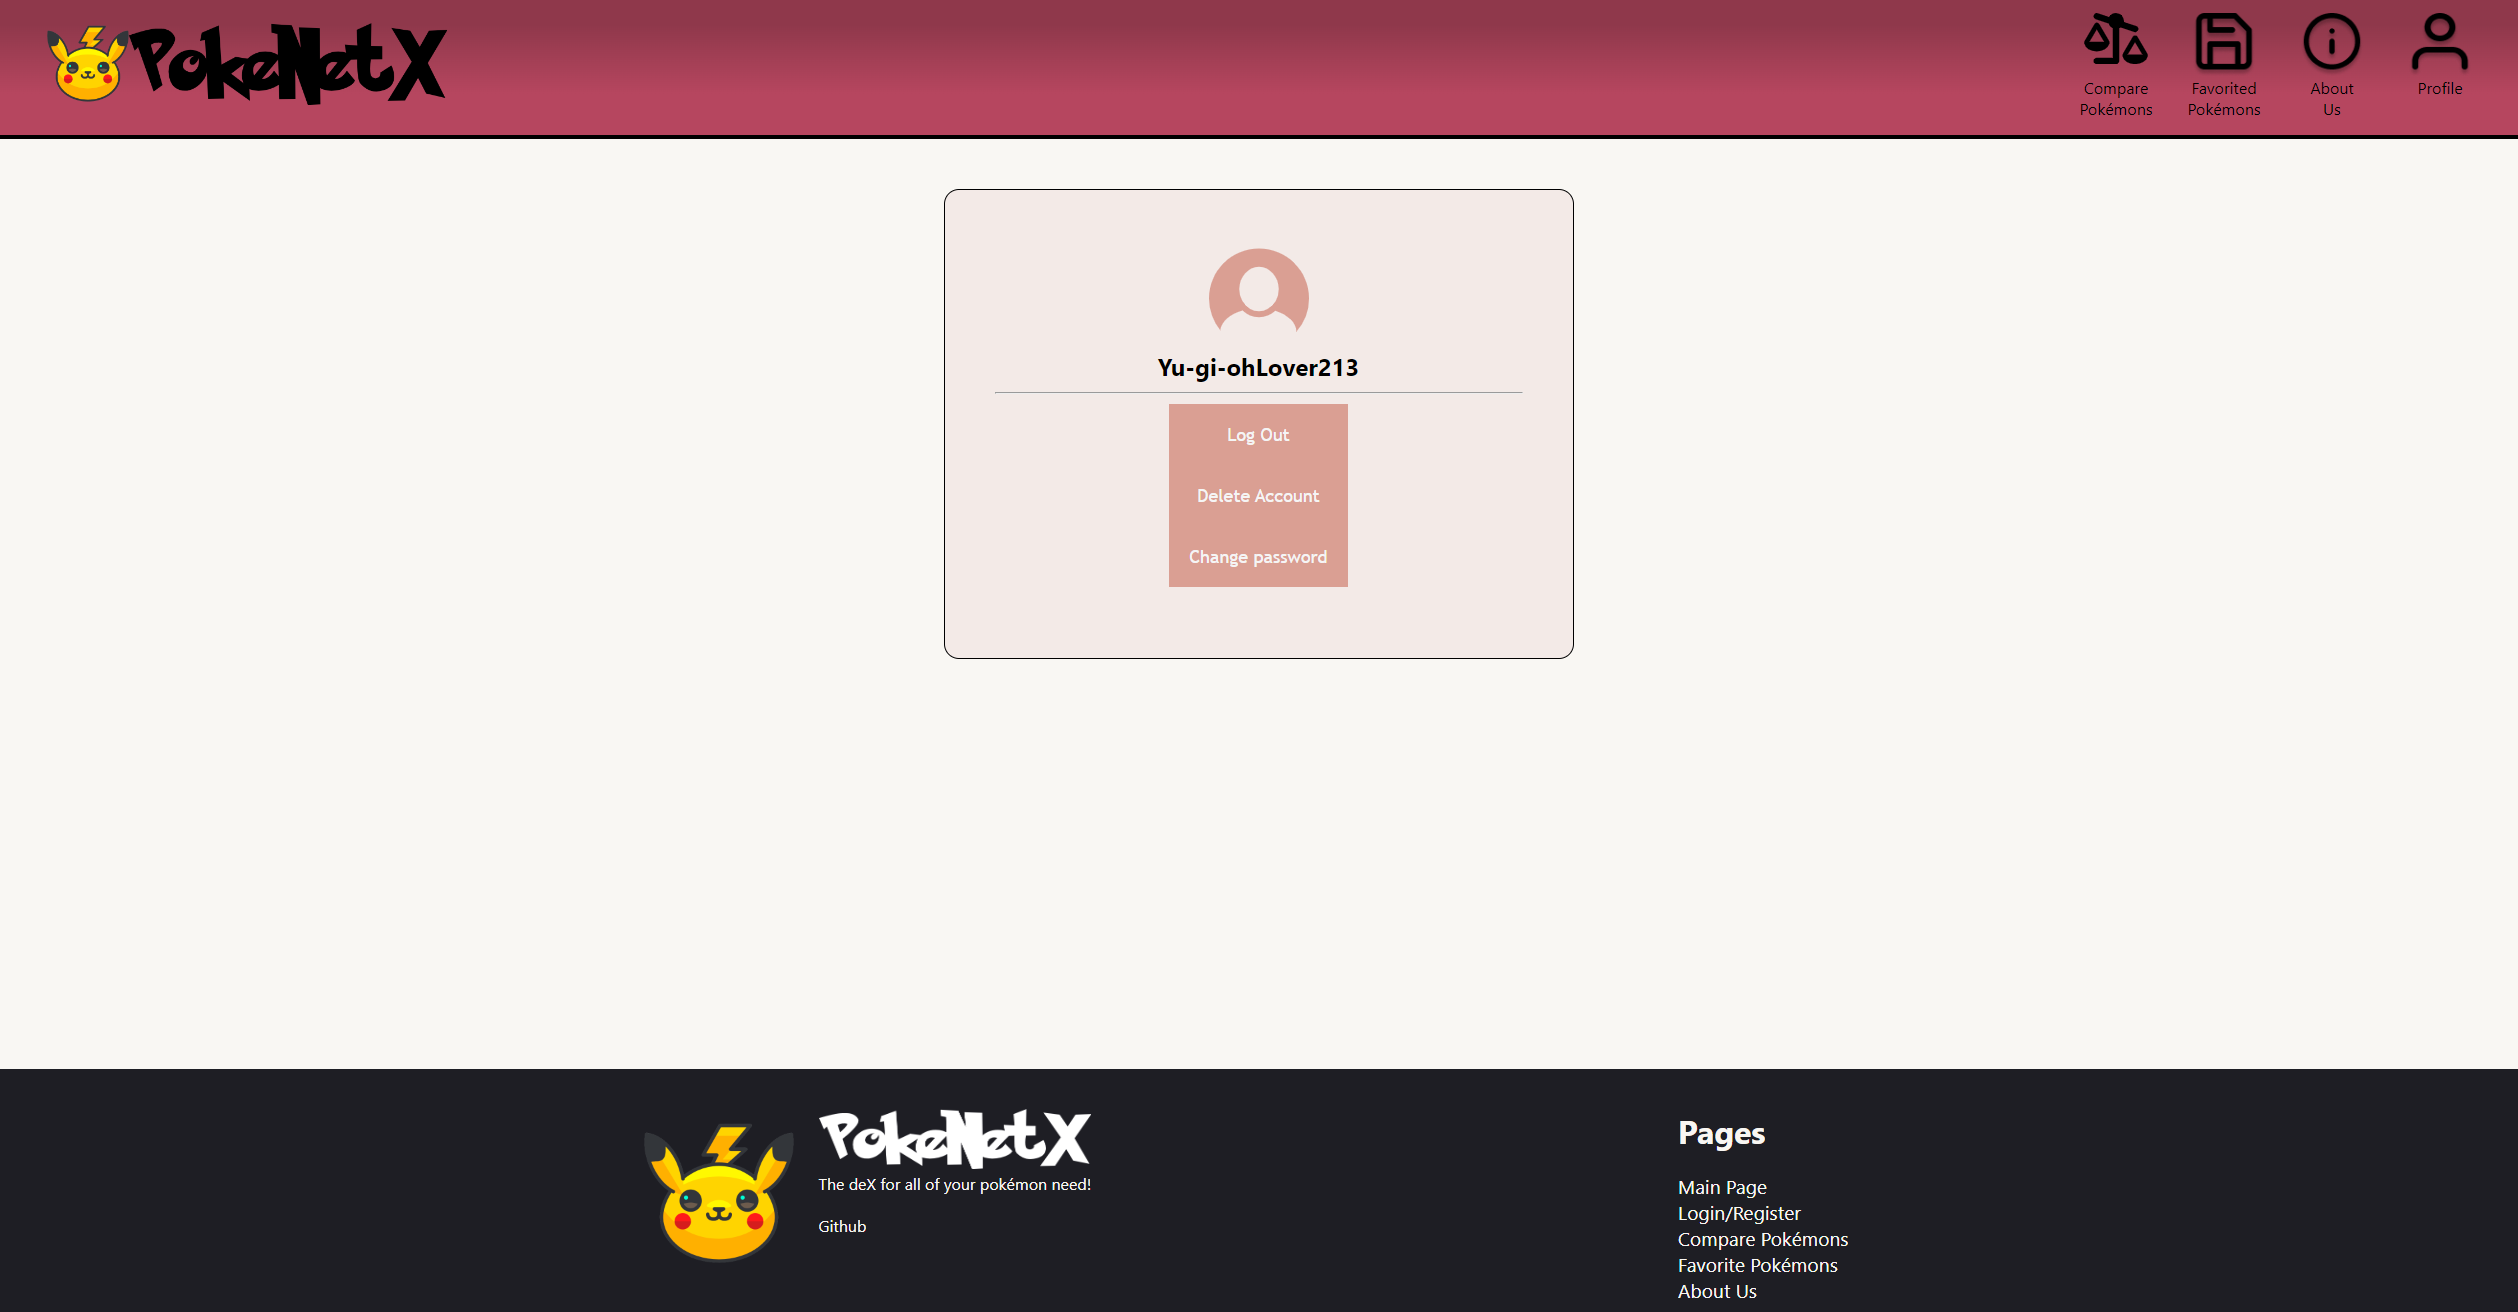 PokeNetX
Compare
Pokémons
Favorited
Pokémons
About
Us
Profile
Yu-gi-ohLover213
Log Out
Delete Account
Change password
PokeNetX
The deX for all of your pokémon need!
Github
Pages
Main Page
Login/Register
Compare Pokémons
Favorite Pokémons
About Us